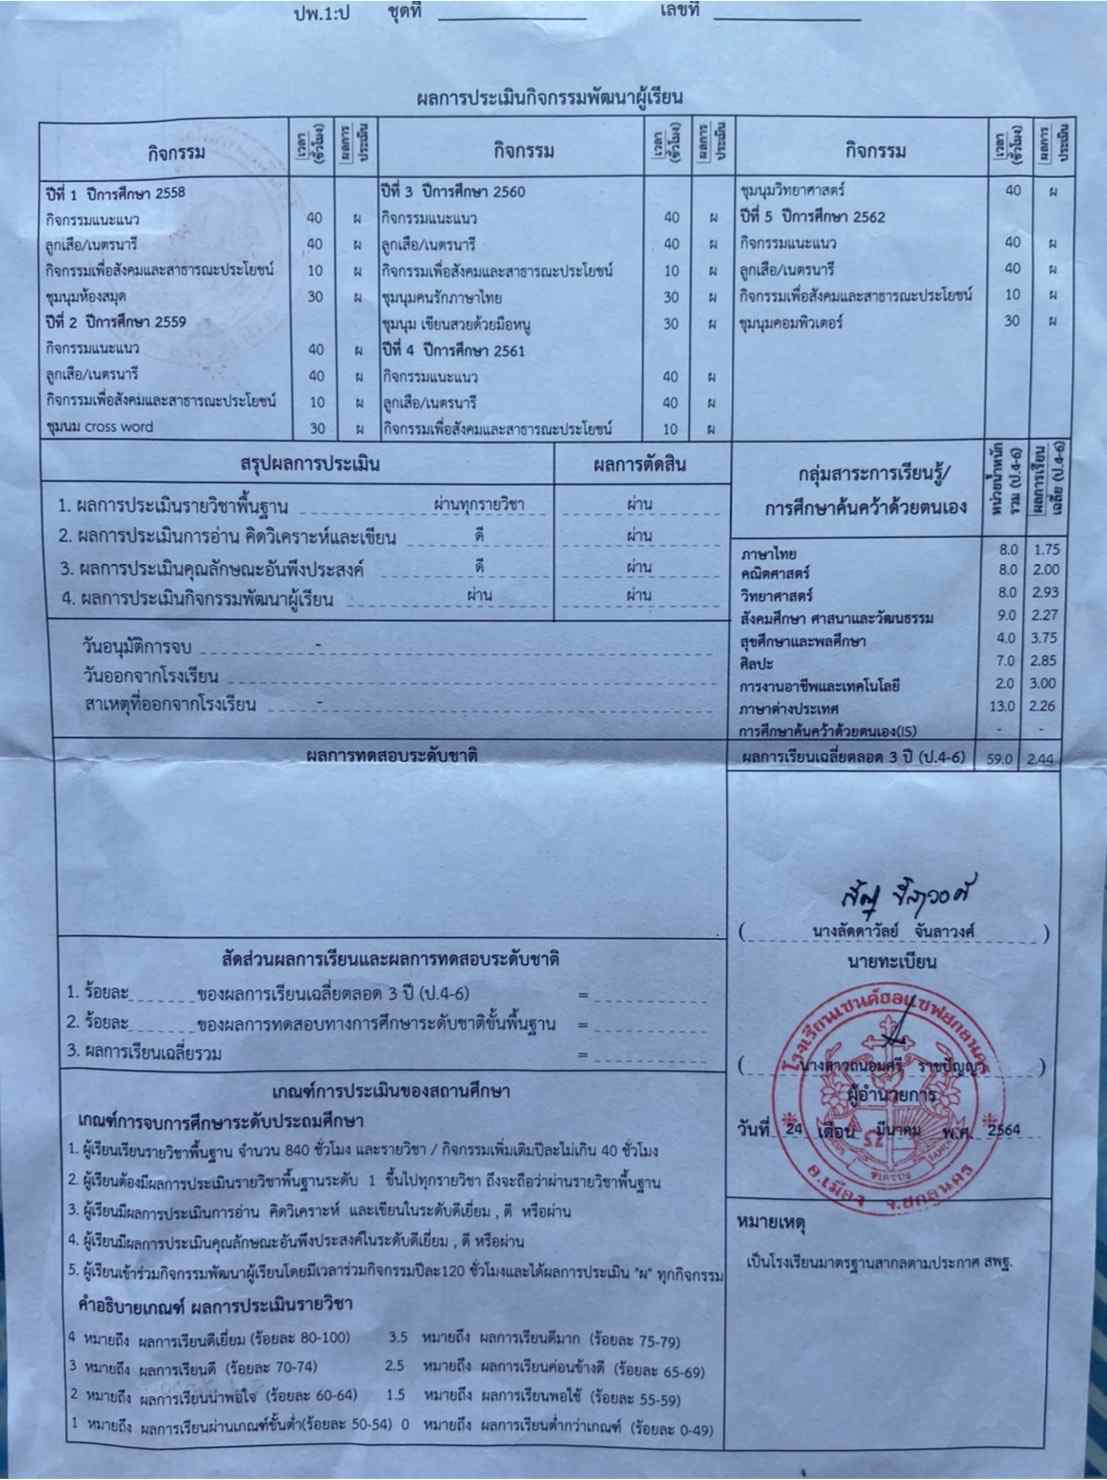 ปพ.1:ป ชุดที่ เลขที่
ผลการประเมินกิจกรรมพัฒนาผู้เรียน
กิจกรรม เวลา (ชั่วโมง) ผลการประเมิน กิจกรรม เวลา (ชั่วโมง) ผลการประเมิน กิจกรรม เวลา (ชั่วโมง) ผลการประเมิน
ปีที่ 1 ปีการศึกษา 2558
กิจกรรมแนะแนว 40 ผ
ลูกเสือ/เนตรนารี 40 ผ
กิจกรรมเพื่อสังคมและสาธารณะประโยชน์ 10 ผ
ชุมนุมห้องสมุด 30 ผ
ปีที่ 2 ปีการศึกษา 2559
กิจกรรมแนะแนว 40 ผ
ลูกเสือ/เนตรนารี 40 ผ
กิจกรรมเพื่อสังคมและสาธารณะประโยชน์ 10 ผ
ชุมนม cross word 30 ผ
ปีที่ 3 ปีการศึกษา 2560
กิจกรรมแนะแนว 40 ผ
ลูกเสือ/เนตรนารี 40 ผ
กิจกรรมเพื่อสังคมและสาธารณะประโยชน์ 10 ผ
ชุมนุมคนรักภาษาไทย 30 ผ
ชุมนุม เขียนสวยด้วยมือหนู 30 ผ
ปีที่ 4 ปีการศึกษา 2561
กิจกรรมแนะแนว 40 ผ
ลูกเสือ/เนตรนารี 40 ผ
กิจกรรมเพื่อสังคมและสาธารณะประโยชน์ 10 ผ
ชุมนุมวิทยาศาสตร์ 40 ผ
ปีที่ 5 ปีการศึกษา 2562
กิจกรรมแนะแนว 40 ผ
ลูกเสือ/เนตรนารี 40 ผ
กิจกรรมเพื่อสังคมและสาธารณะประโยชน์ 10 ผ
ชุมนุมคอมพิวเตอร์ 30 ผ
สรุปผลการประเมิน ผลการตัดสิน
1. ผลการประเมินรายวิชาพื้นฐาน ผ่านทุกรายวิชา ผ่าน
2. ผลการประเมินการอ่าน คิดวิเคราะห์และเขียน ดี ผ่าน
3. ผลการประเมินคุณลักษณะอันพึงประสงค์ ดี ผ่าน
4. ผลการประเมินกิจกรรมพัฒนาผู้เรียน ผ่าน ผ่าน
วันอนุมัติการจบ -
วันออกจากโรงเรียน
สาเหตุที่ออกจากโรงเรียน -
กลุ่มสาระการเรียนรู้/
การศึกษาค้นคว้าด้วยตนเอง
หน่วยน้ำหนัก รวม (ป.4-6)
ผลการเรียน เฉลี่ย (ป.4-6)
ภาษาไทย 8.0 1.75
คณิตศาสตร์ 8.0 2.00
วิทยาศาสตร์ 8.0 2.93
สังคมศึกษา ศาสนาและวัฒนธรรม 9.0 2.27
สุขศึกษาและพลศึกษา 4.0 3.75
ศิลปะ 7.0 2.85
การงานอาชีพและเทคโนโลยี 2.0 3.00
ภาษาต่างประเทศ 13.0 2.26
การศึกษาค้นคว้าด้วยตนเอง(IS) - -
ผลการเรียนเฉลี่ยตลอด 3 ปี (ป.4-6) 59.0 2.44
ผลการทดสอบระดับชาติ
สัดส่วนผลการเรียนและผลการทดสอบระดับชาติ
1. ร้อยละ ของผลการเรียนเฉลี่ยตลอด 3 ปี (ป.4-6) =
2. ร้อยละ ของผลการทดสอบทางการศึกษาระดับชาติขั้นพื้นฐาน =
3. ผลการเรียนเฉลี่ยรวม =
( นางลัดดาวัลย์ จันลาวงศ์ )
นายทะเบียน
โรงเรียนเซนต์ยอแซฟสกลนคร
( นางสาวถนอมศรี ราชปัญญา )
ผู้อำนวยการ
วันที่ 24 เดือน มีนาคม พ.ศ. 2564
อ.เมือง จ.สกลนคร
เกณฑ์การประเมินของสถานศึกษา
เกณฑ์การจบการศึกษาระดับประถมศึกษา
1. ผู้เรียนเรียนรายวิชาพื้นฐาน จำนวน 840 ชั่วโมง และรายวิชา / กิจกรรมเพิ่มเติมปีละไม่เกิน 40 ชั่วโมง
2. ผู้เรียนต้องมีผลการประเมินรายวิชาพื้นฐานระดับ 1 ขึ้นไปทุกรายวิชา ถึงจะถือว่าผ่านรายวิชาพื้นฐาน
3. ผู้เรียนมีผลการประเมินการอ่าน คิดวิเคราะห์ และเขียนในระดับดีเยี่ยม , ดี หรือผ่าน
4. ผู้เรียนมีผลการประเมินคุณลักษณะอันพึงประสงค์ในระดับดีเยี่ยม , ดี หรือผ่าน
5. ผู้เรียนเข้าร่วมกิจกรรมพัฒนาผู้เรียนโดยมีเวลาร่วมกิจกรรมปีละ120 ชั่วโมงและได้ผลการประเมิน "ผ" ทุกกิจกรรม
คำอธิบายเกณฑ์ ผลการประเมินรายวิชา
4 หมายถึง ผลการเรียนดีเยี่ยม (ร้อยละ 80-100) 3.5 หมายถึง ผลการเรียนดีมาก (ร้อยละ 75-79)
3 หมายถึง ผลการเรียนดี (ร้อยละ 70-74) 2.5 หมายถึง ผลการเรียนค่อนข้างดี (ร้อยละ 65-69)
2 หมายถึง ผลการเรียนน่าพอใจ (ร้อยละ 60-64) 1.5 หมายถึง ผลการเรียนพอใช้ (ร้อยละ 55-59)
1 หมายถึง ผลการเรียนผ่านเกณฑ์ขั้นต่ำ(ร้อยละ 50-54) 0 หมายถึง ผลการเรียนต่ำกว่าเกณฑ์ (ร้อยละ 0-49)
หมายเหตุ
เป็นโรงเรียนมาตรฐานสากลตามประกาศ สพฐ.